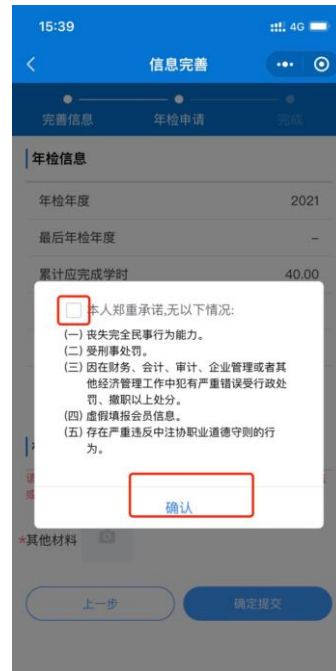 15:39
4G
信息完善
完善信息
年检申请
完成
年检信息
年检年度
2021
最后年检年度
–
累计应完成学时
40.00
本人郑重承诺,无以下情况:
(一) 丧失完全民事行为能力。
(二) 受刑事处罚。
(三) 因在财务、会计、审计、企业管理或者其
他经济管理工作中犯有严重错误受行政处
罚、撤职以上处分。
(四) 虚假填报会员信息。
(五) 存在严重违反中注协职业道德守则的行
为。
确认
*其他材料
上一步
确定提交